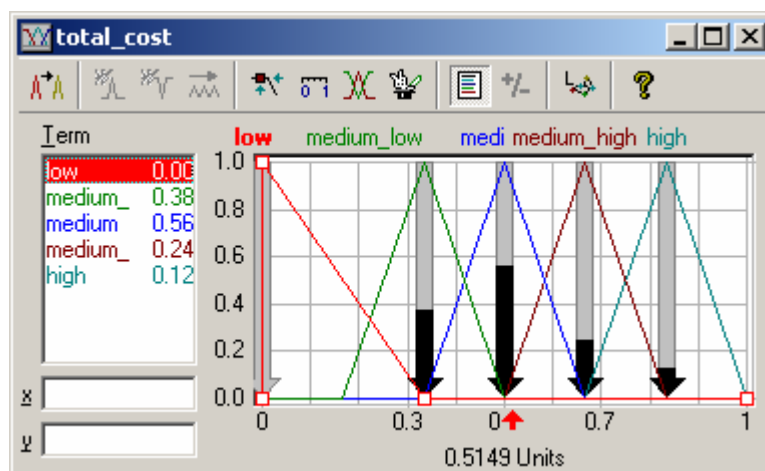 total_cost
Term
low medium_low medi medium_high high
low 0.00
medium_ 0.38
medium 0.56
medium_ 0.24
high 0.12
1.0
0.8
0.6
0.4
0.2
0.0
x
y
0 0.3 0 0.7 1
0.5149 Units